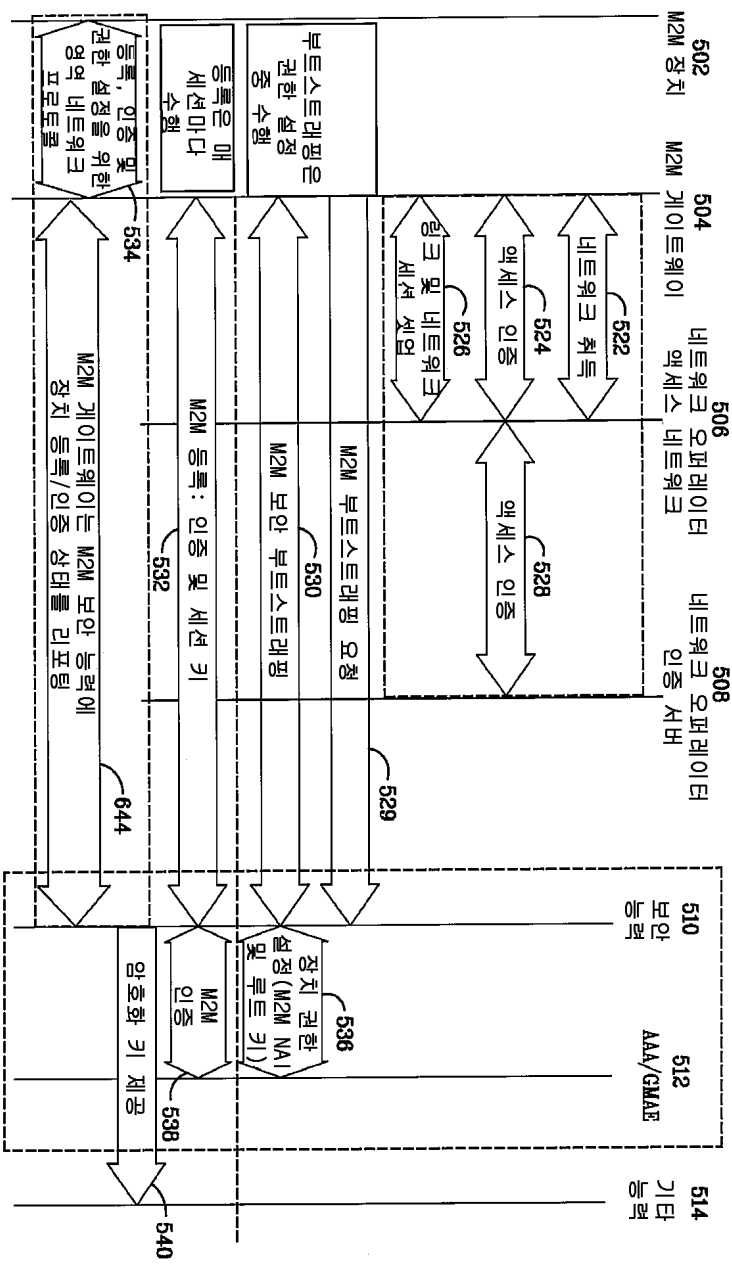 502
M2M 장치
504
M2M 게이트웨이
506
네트워크 오퍼레이터
액세스 네트워크
508
네트워크 오퍼레이터
인증 서버
510
보안
능력
512
AAA/GMAE
514
기타
능력
네트워크 취득
522
액세스 인증
524
링크 및 네트워크
세션 셋업
526
액세스 인증
528
부트스트래핑은
권한 설정
중 수행
M2M 부트스트래핑 요청
529
M2M 보안 부트스트래핑
530
장치 권한
설정(M2M NAI
및 루트 키)
536
등록은 매
세션마다
수행
M2M 등록: 인증 및 세션 키
532
M2M
인증
538
암호화 키 제공
540
등록, 인증 및
권한 설정을 위한
영역 네트워크
프로토콜
534
M2M 게이트웨이는 M2M 보안 능력에
장치 등록/인증 상태를 리포팅
644